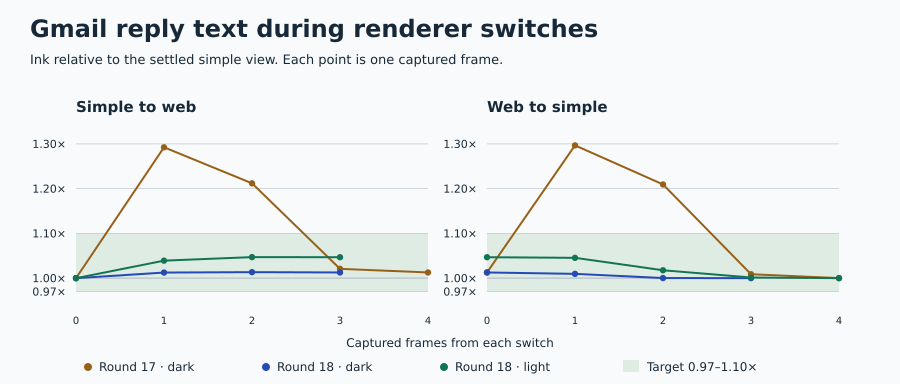 Gmail reply text during renderer switches
Ink relative to the settled simple view. Each point is one captured frame.
Simple to web
Web to simple
1.30×
1.20×
1.10×
1.00×
0.97×
0 1 2 3 4
1.30×
1.20×
1.10×
1.00×
0.97×
0 1 2 3 4
Captured frames from each switch
Round 17 · dark
Round 18 · dark
Round 18 · light
Target 0.97–1.10×